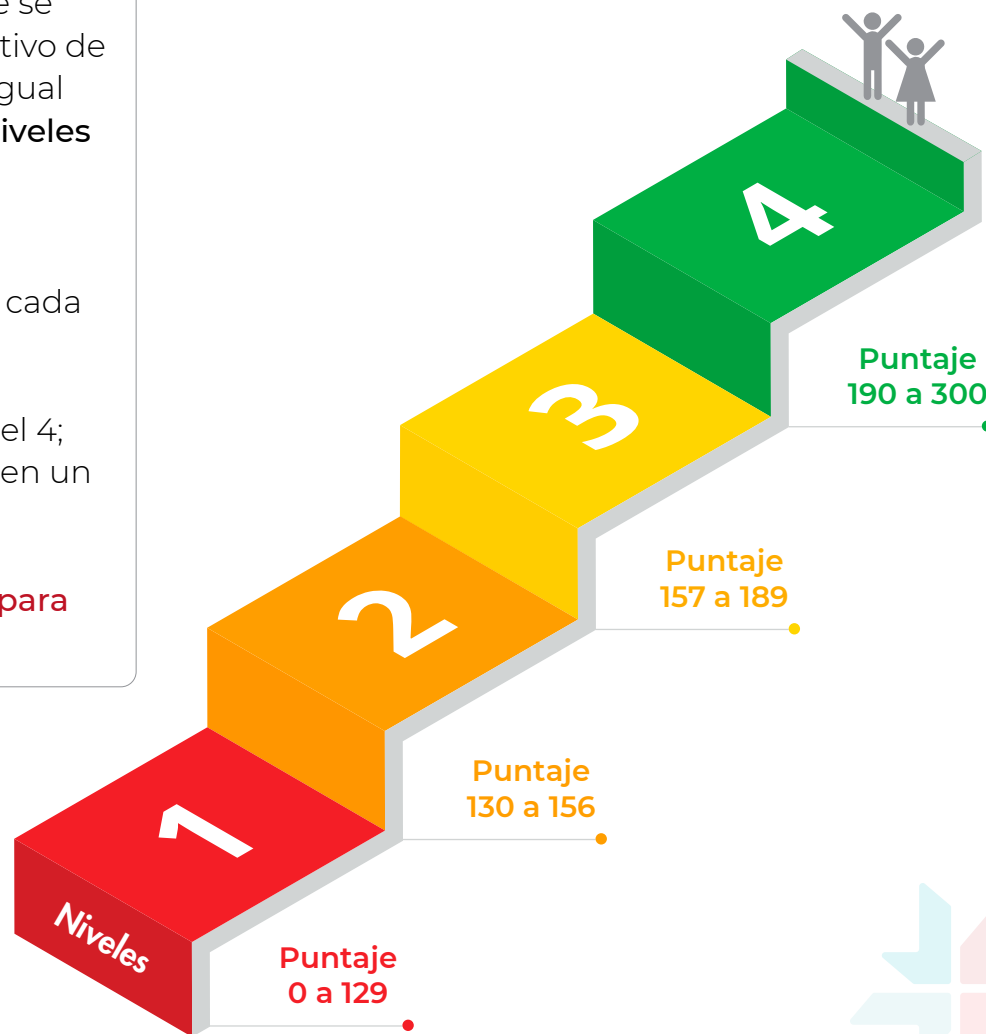 e se
tivo de
gual
iveles
cada
el 4;
en un
para
4
Puntaje
190 a 300
3
Puntaje
157 a 189
2
Puntaje
130 a 156
1
Niveles
Puntaje
0 a 129